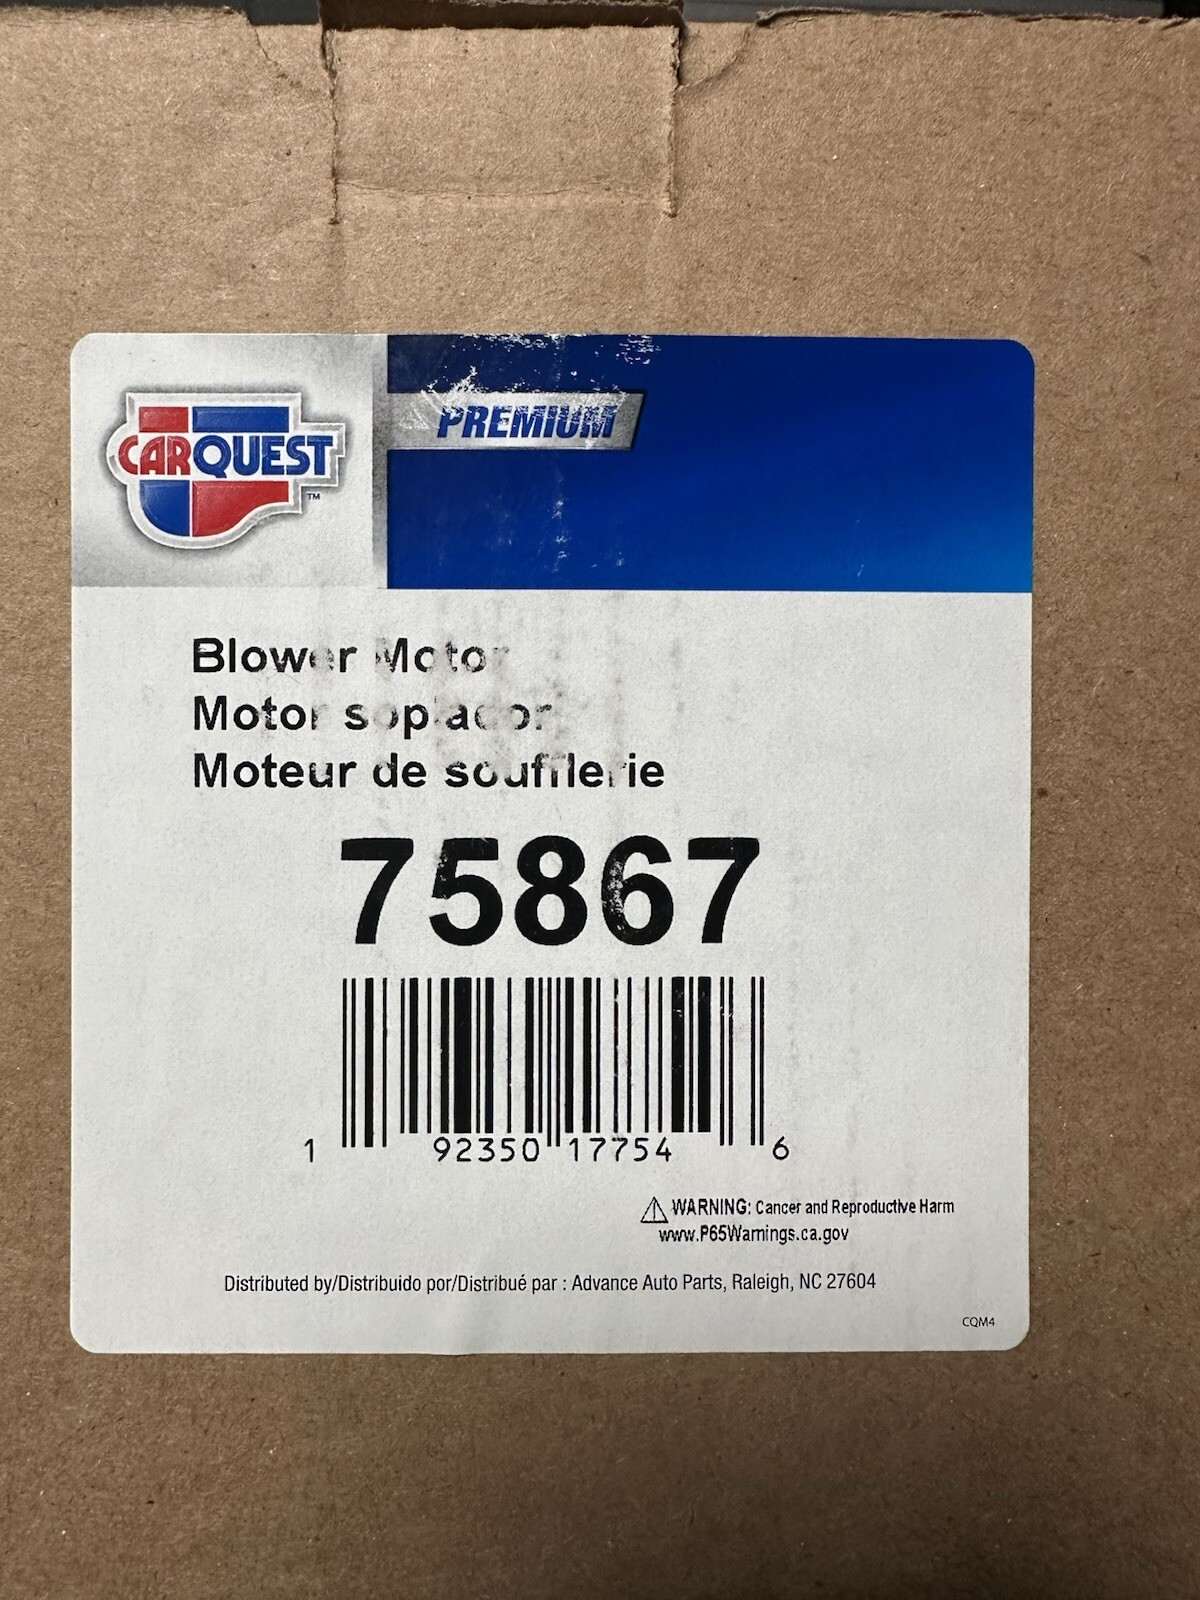 CARQUEST
TM
PREMIUM
Blower Motor
Motor soplador
Moteur de soufflerie
75867
1 92350 17754 6
WARNING: Cancer and Reproductive Harm
www.P65Warnings.ca.gov
Distributed by/Distribuido por/Distribué par : Advance Auto Parts, Raleigh, NC 27604
CQM4